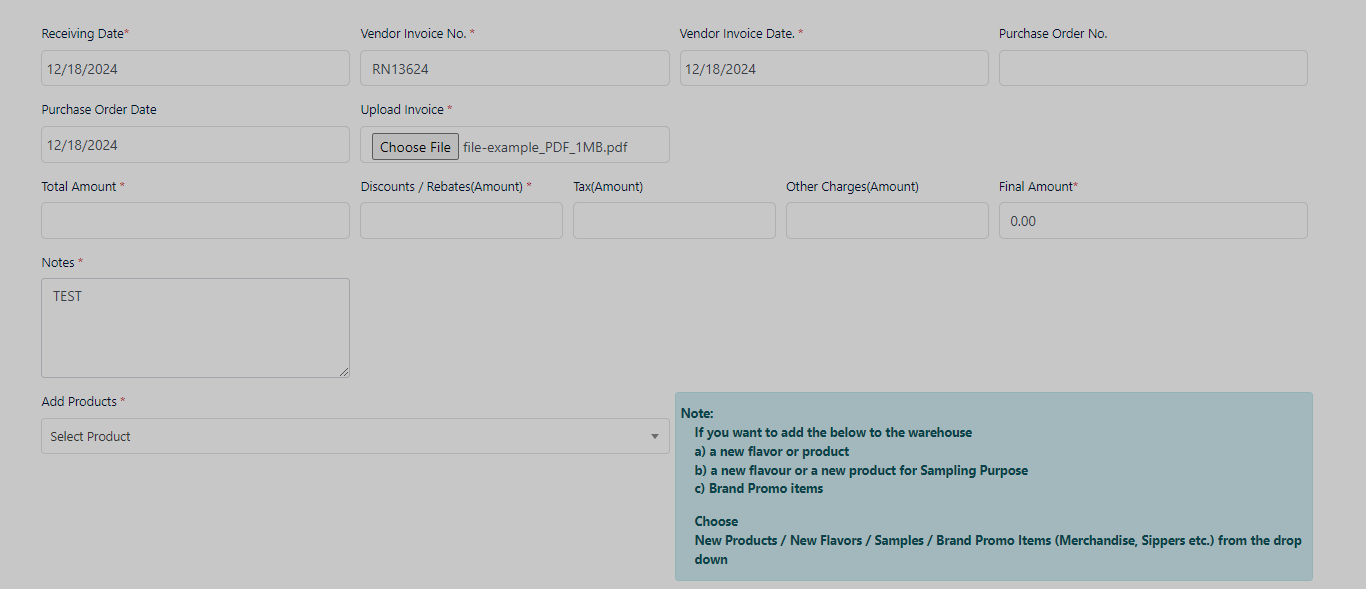 Receiving Date*
Vendor Invoice No. *
Vendor Invoice Date. *
Purchase Order No.
12/18/2024
RN13624
12/18/2024
Purchase Order Date
Upload Invoice *
12/18/2024
Choose File file-example_PDF_1MB.pdf
Total Amount *
Discounts / Rebates(Amount) *
Tax(Amount)
Other Charges(Amount)
Final Amount*
0.00
Notes *
TEST
Add Products *
Select Product
Note:
If you want to add the below to the warehouse
a) a new flavor or product
b) a new flavour or a new product for Sampling Purpose
c) Brand Promo items
Choose
New Products / New Flavors / Samples / Brand Promo Items (Merchandise, Sippers etc.) from the drop
down